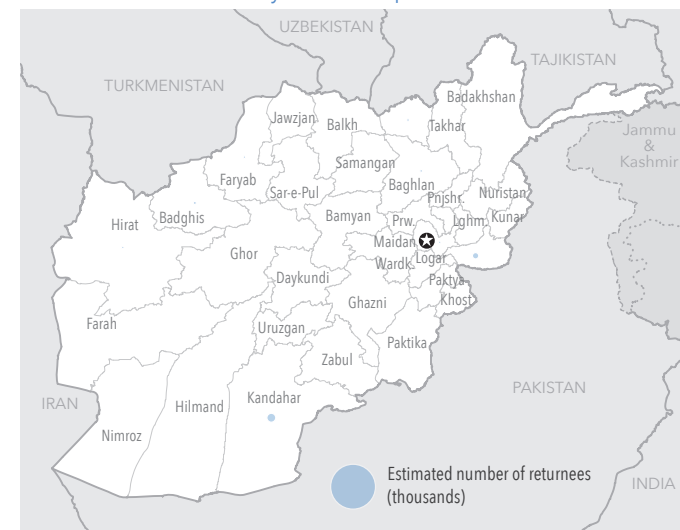 UZBEKISTAN
TAJIKISTAN
TURKMENISTAN
Badakhshan
Jawzjan
Balkh
Takhar
Jammu
&
Kashmir
Samangan
Faryab
Baghlan
Sar-e-Pul
Pnjshr.
Nuristan
Hirat
Badghis
Bamyan
Prw.
Lghm.
Kunar
Maidan
Ghor
Wardk.
Logar
Daykundi
Paktya
Ghazni
Khost
Farah
Uruzgan
Paktika
Zabul
PAKISTAN
IRAN
Hilmand
Kandahar
Nimroz
Estimated number of returnees
(thousands)
INDIA